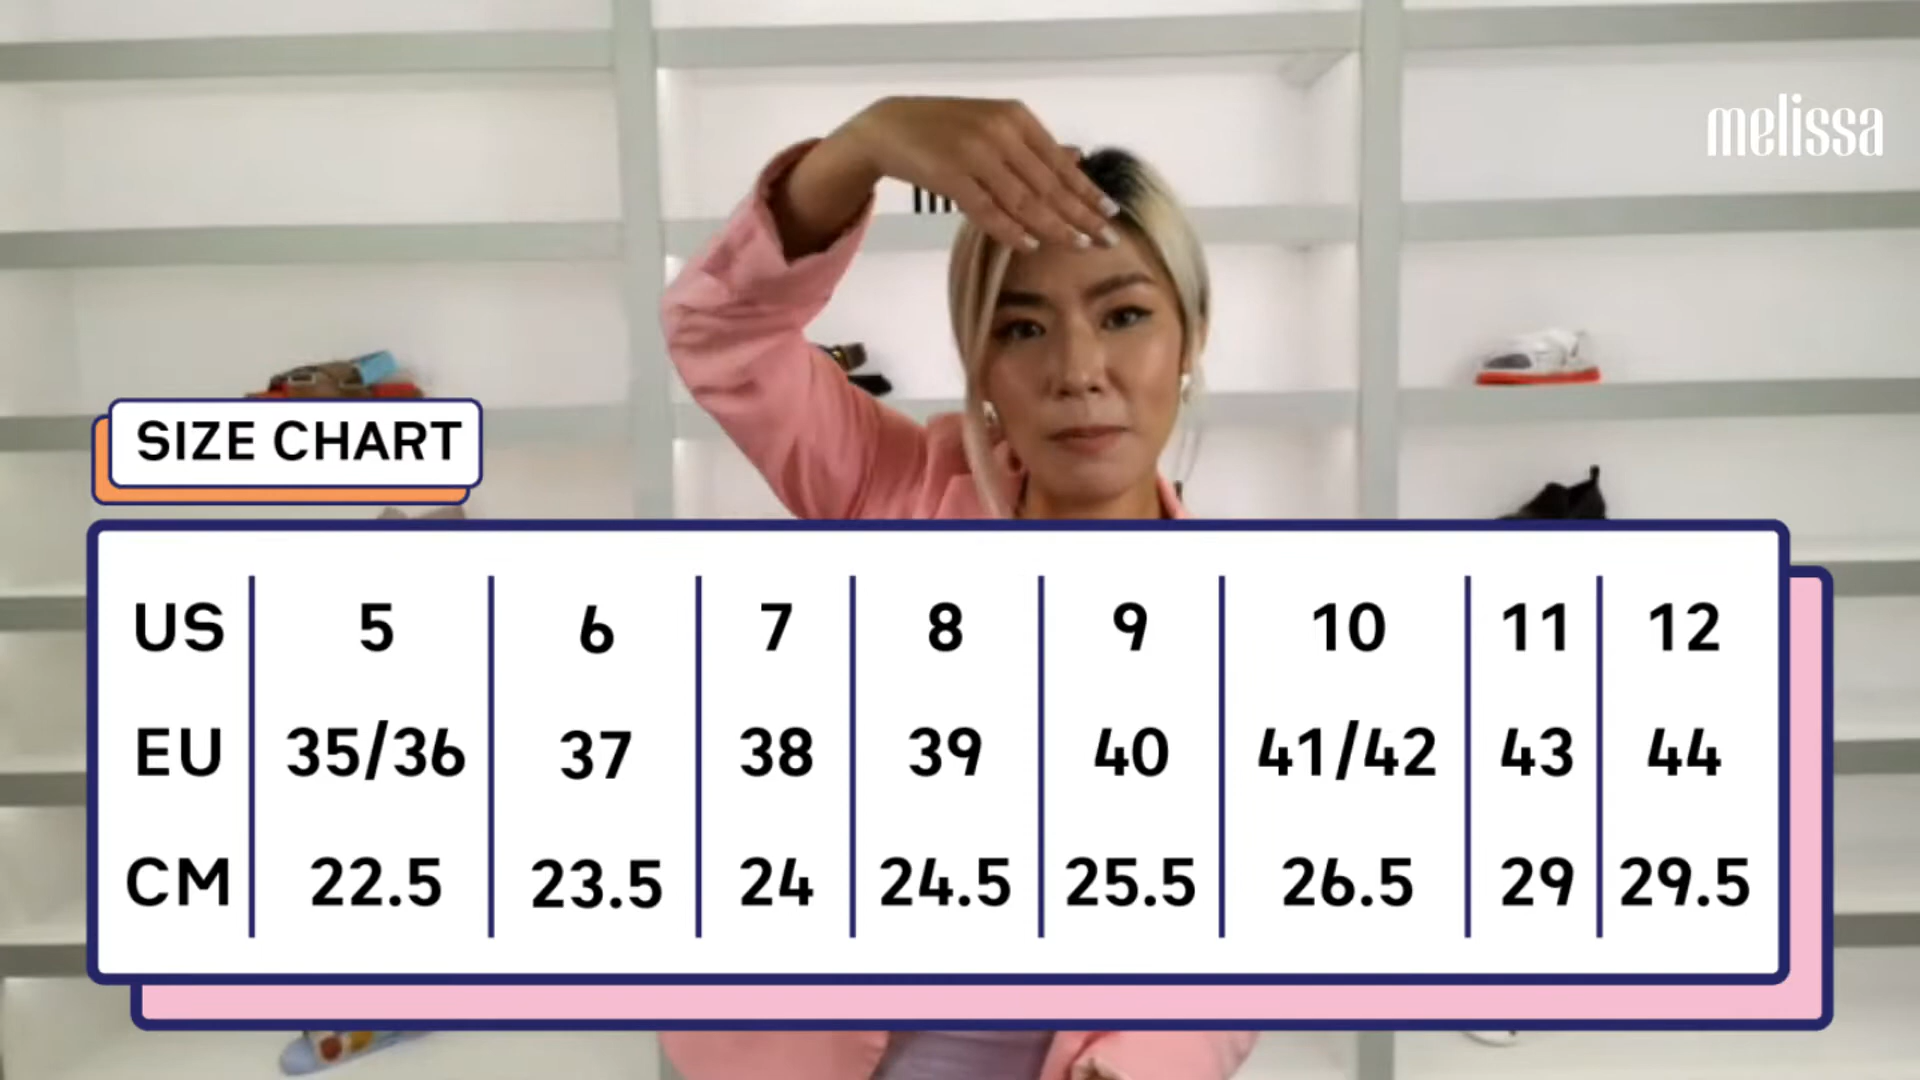 melissa
SIZE CHART
US 5 6 7 8 9 10 11 12
EU 35/36 37 38 39 40 41/42 43 44
CM 22.5 23.5 24 24.5 25.5 26.5 29 29.5